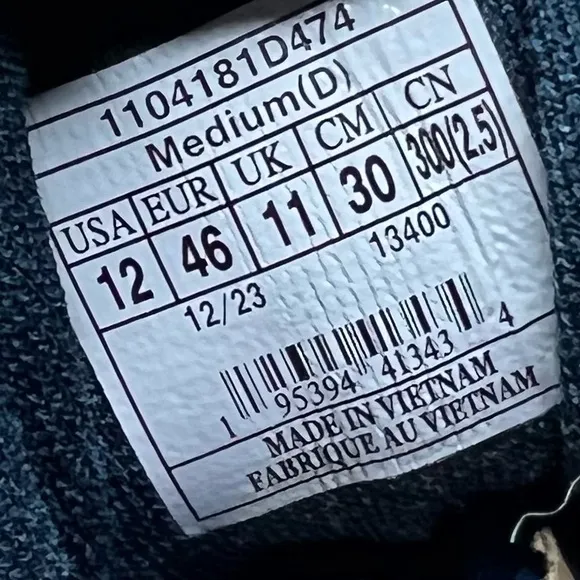 1104181D474
Medium(D)
USA EUR UK CM CN
12 46 11 30 300(2.5)
12/23 13400
1 95394 41343 4
MADE IN VIETNAM
FABRIQUE AU VIETNAM